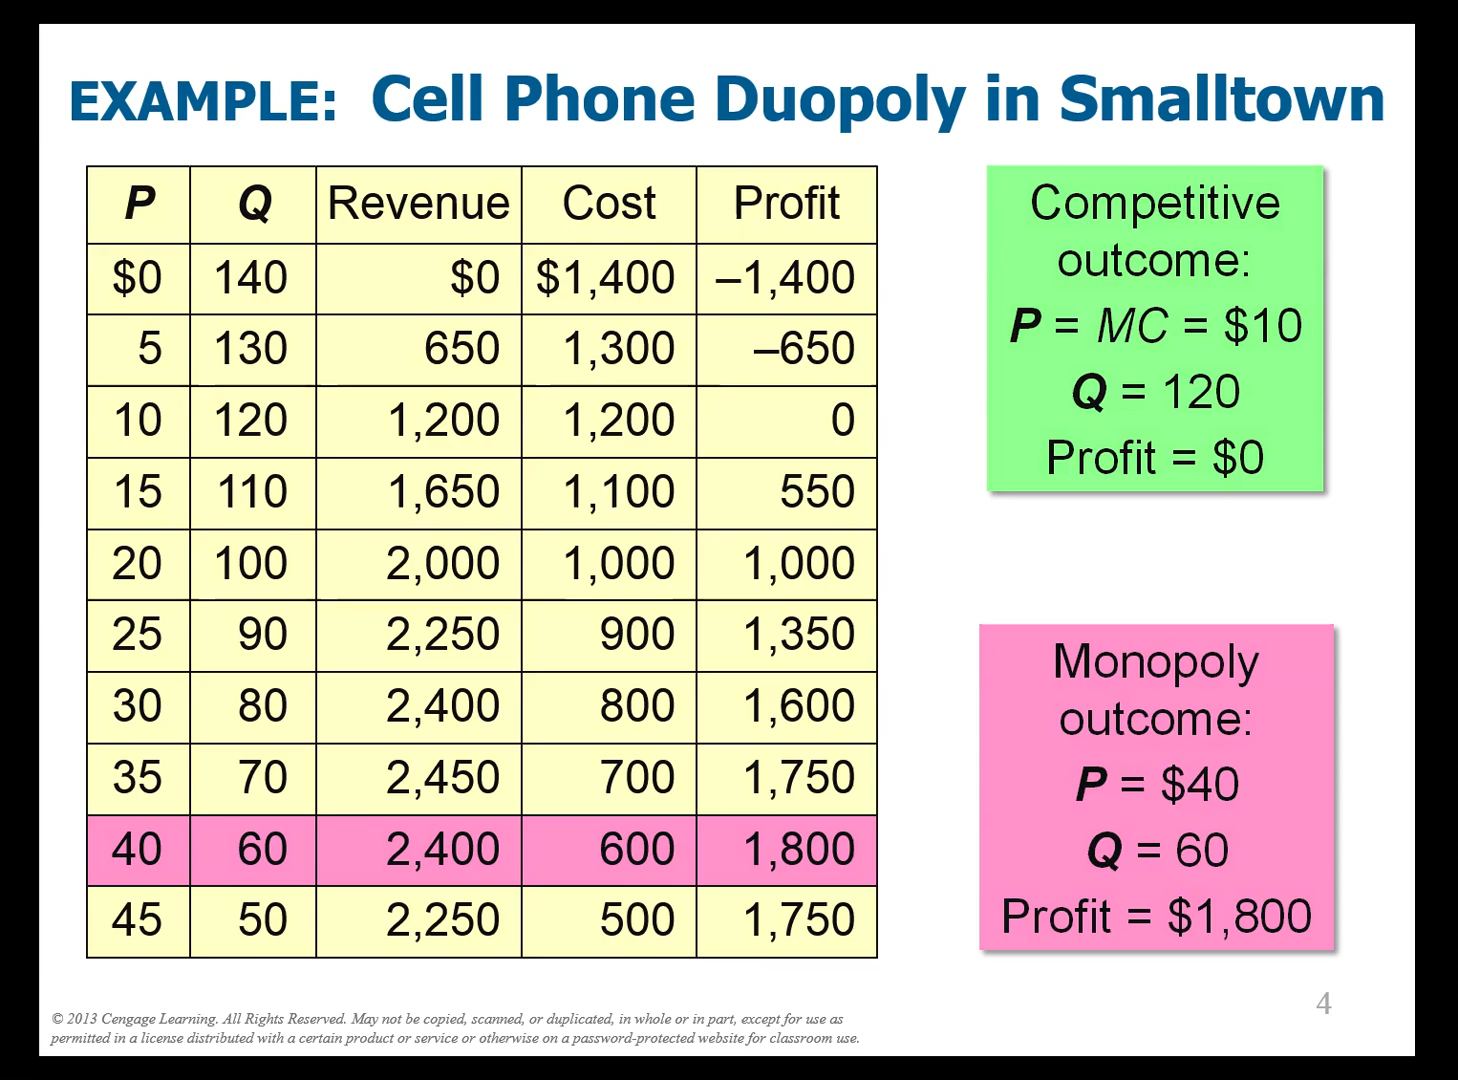 EXAMPLE: Cell Phone Duopoly in Smalltown
P Q Revenue Cost Profit
$0 140 $0 $1,400 –1,400
5 130 650 1,300 –650
10 120 1,200 1,200 0
15 110 1,650 1,100 550
20 100 2,000 1,000 1,000
25 90 2,250 900 1,350
30 80 2,400 800 1,600
35 70 2,450 700 1,750
40 60 2,400 600 1,800
45 50 2,250 500 1,750
Competitive
outcome:
P = MC = $10
Q = 120
Profit = $0
Monopoly
outcome:
P = $40
Q = 60
Profit = $1,800
4
© 2013 Cengage Learning. All Rights Reserved. May not be copied, scanned, or duplicated, in whole or in part, except for use as
permitted in a license distributed with a certain product or service or otherwise on a password-protected website for classroom use.